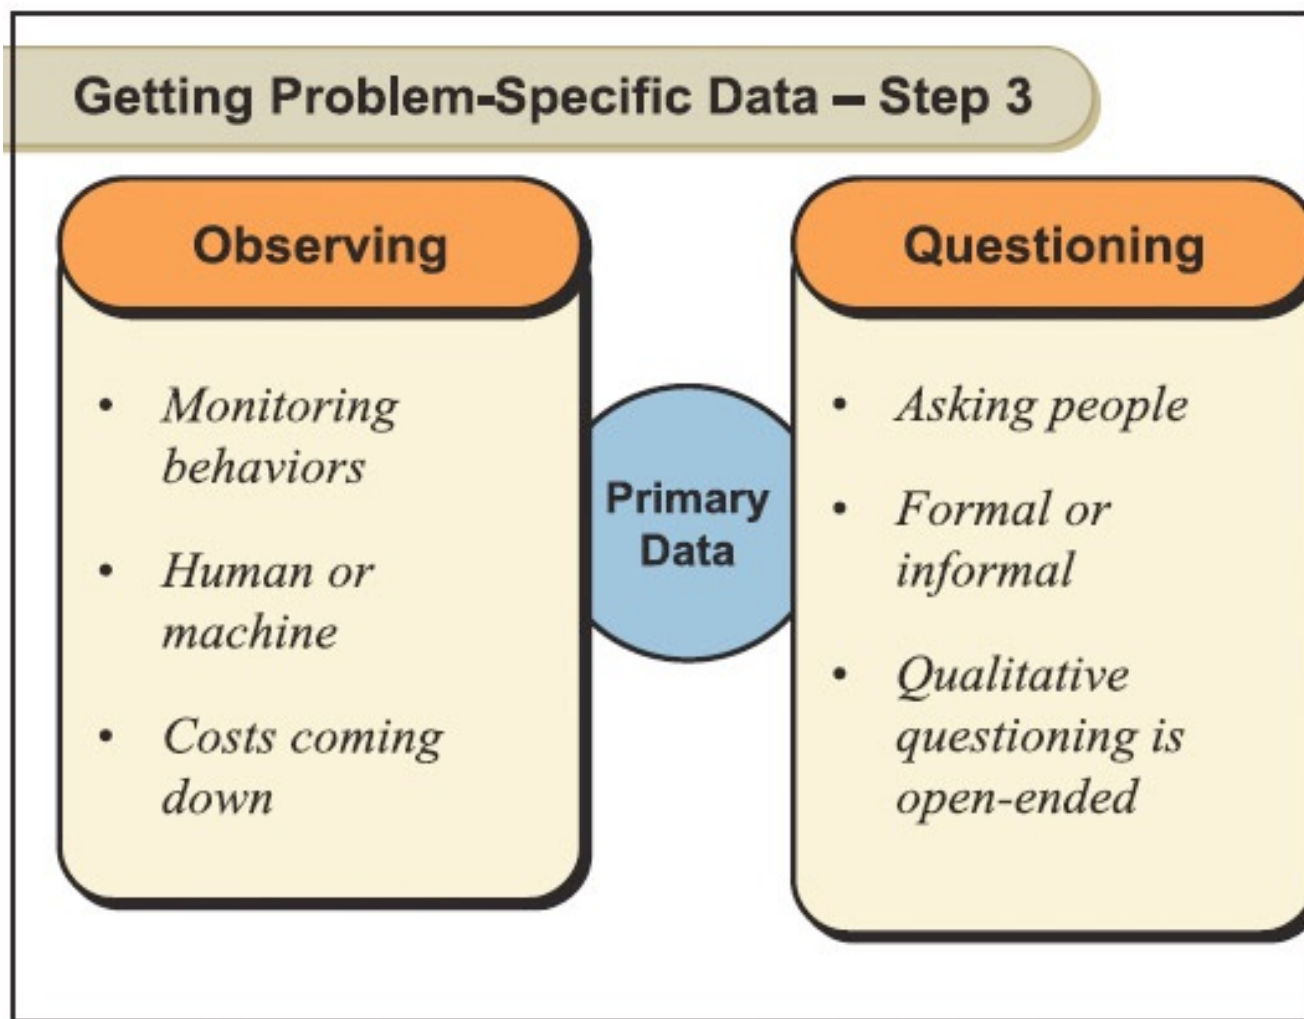 Getting Problem-Specific Data – Step 3
Observing
• Monitoring
behaviors
• Human or
machine
• Costs coming
down
Primary
Data
Questioning
• Asking people
• Formal or
informal
• Qualitative
questioning is
open-ended